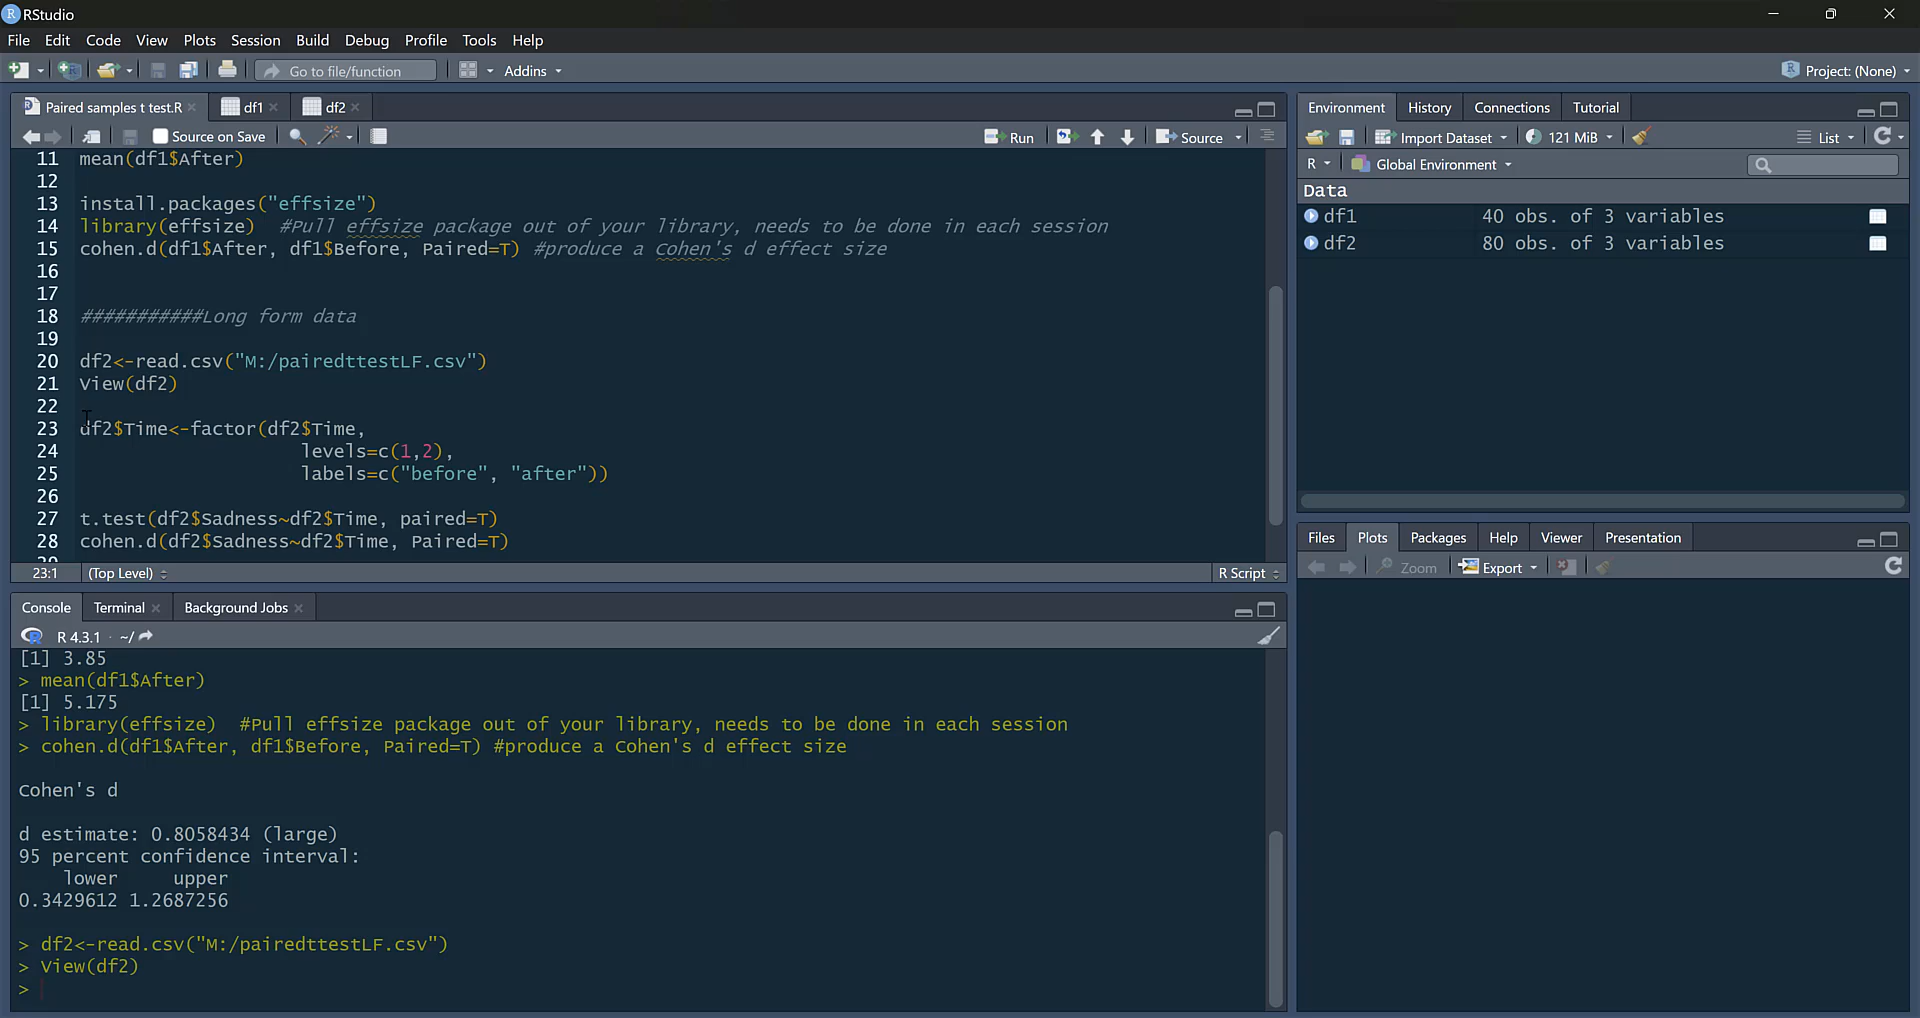 RStudio
File Edit Code View Plots Session Build Debug Profile Tools Help
Go to file/function Addins Project: (None)
Paired samples t test.R df1 df2
Source on Save Run Source
11 mean(df1$After)
12
13 install.packages("effsize")
14 library(effsize) #Pull effsize package out of your library, needs to be done in each session
15 cohen.d(df1$After, df1$Before, Paired=T) #produce a Cohen's d effect size
16
17
18 ###########Long form data
19
20 df2<-read.csv("M:/pairedttestLF.csv")
21 View(df2)
22
23 df2$Time<-factor(df2$Time,
24 levels=c(1,2),
25 labels=c("before", "after"))
26
27 t.test(df2$Sadness~df2$Time, paired=T)
28 cohen.d(df2$Sadness~df2$Time, Paired=T)
29
23:1 (Top Level) R Script
Console Terminal Background Jobs
R 4.3.1 · ~/
[1] 3.85
> mean(df1$After)
[1] 5.175
> library(effsize) #Pull effsize package out of your library, needs to be done in each session
> cohen.d(df1$After, df1$Before, Paired=T) #produce a Cohen's d effect size
Cohen's d
d estimate: 0.8058434 (large)
95 percent confidence interval:
lower upper
0.3429612 1.2687256
> df2<-read.csv("M:/pairedttestLF.csv")
> View(df2)
>
Environment History Connections Tutorial
Import Dataset 121 MiB List
R Global Environment
Data
df1 40 obs. of 3 variables
df2 80 obs. of 3 variables
Files Plots Packages Help Viewer Presentation
Zoom Export